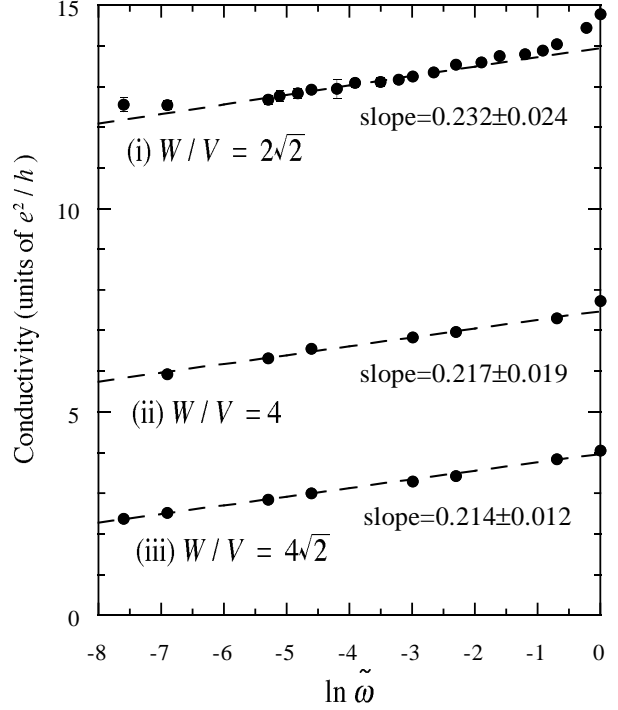 15
slope=0.232±0.024
(i) W / V = 2√2
10
Conductivity (units of e² / h)
slope=0.217±0.019
(ii) W / V = 4
5
slope=0.214±0.012
(iii) W / V = 4√2
0
-8 -7 -6 -5 -4 -3 -2 -1 0
ln ω̃